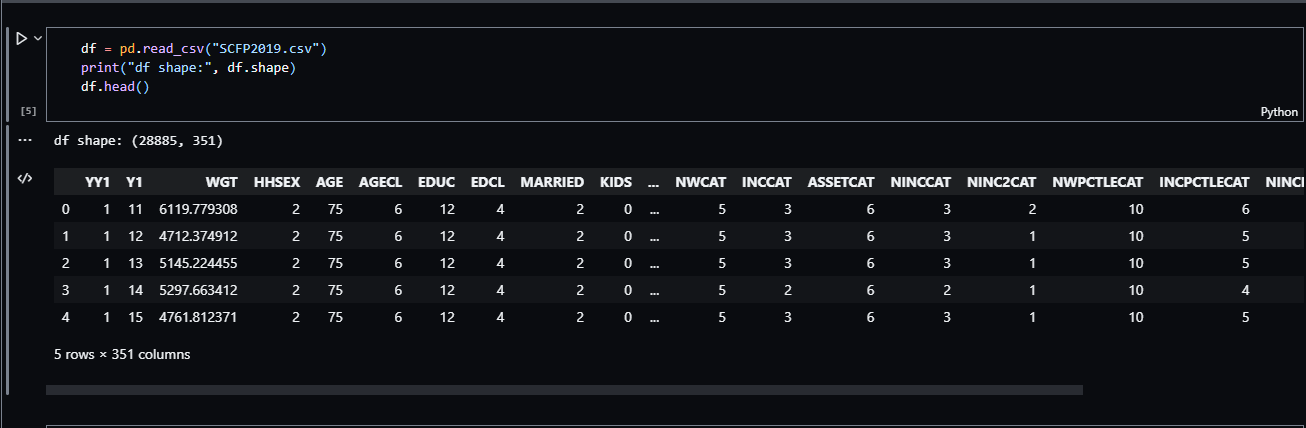 df = pd.read_csv("SCFP2019.csv")
print("df shape:", df.shape)
df.head()
[5]
Python
df shape: (28885, 351)
YY1 Y1 WGT HHSEX AGE AGECL EDUC EDCL MARRIED KIDS ... NWCAT INCCAT ASSETCAT NINCCAT NINC2CAT NWPCTLECAT INCPCTLECAT NINCI
0 1 11 6119.779308 2 75 6 12 4 2 0 ... 5 3 6 3 2 10 6
1 1 12 4712.374912 2 75 6 12 4 2 0 ... 5 3 6 3 1 10 5
2 1 13 5145.224455 2 75 6 12 4 2 0 ... 5 3 6 3 1 10 5
3 1 14 5297.663412 2 75 6 12 4 2 0 ... 5 2 6 2 1 10 4
4 1 15 4761.812371 2 75 6 12 4 2 0 ... 5 3 6 3 1 10 5
5 rows × 351 columns